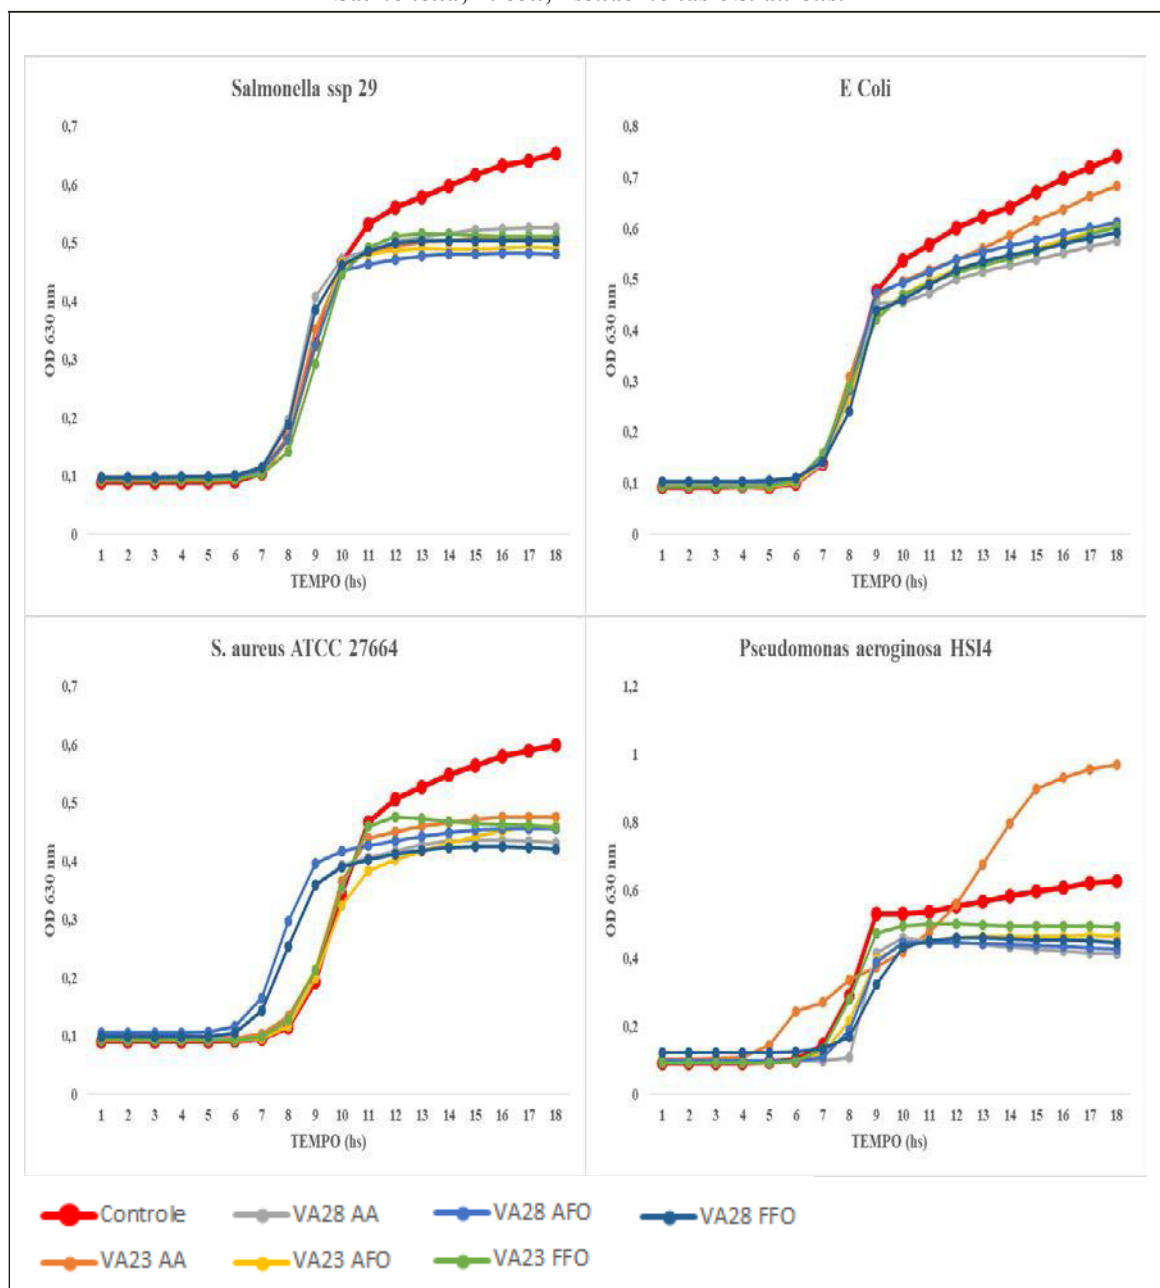 Salmonella ssp 29
0,7
0,6
0,5
0,4
0,3
0,2
0,1
0
OD 630 nm
1 2 3 4 5 6 7 8 9 10 11 12 13 14 15 16 17 18
TEMPO (hs)
E Coli
0,8
0,7
0,6
0,5
0,4
0,3
0,2
0,1
0
OD 630 nm
1 2 3 4 5 6 7 8 9 10 11 12 13 14 15 16 17 18
TEMPO (hs)
S. aureus ATCC 27664
0,7
0,6
0,5
0,4
0,3
0,2
0,1
0
OD 630 nm
1 2 3 4 5 6 7 8 9 10 11 12 13 14 15 16 17 18
TEMPO (hs)
Pseudomonas aeroginosa HSI4
1,2
1
0,8
0,6
0,4
0,2
0
OD 630 nm
1 2 3 4 5 6 7 8 9 10 11 12 13 14 15 16 17 18
TEMPO (hs)
Controle VA28 AA VA28 AFO VA28 FFO
VA23 AA VA23 AFO VA23 FFO